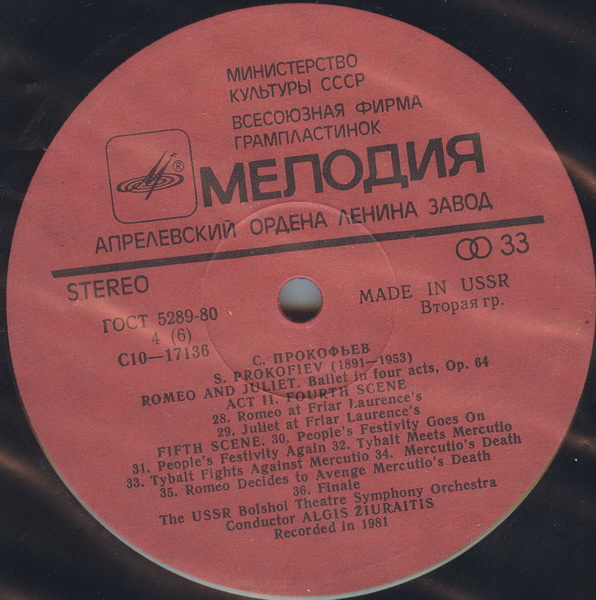 МИНИСТЕРСТВО
КУЛЬТУРЫ СССР
ВСЕСОЮЗНАЯ ФИРМА
ГРАМПЛАСТИНОК
®
МЕЛОДИЯ
АПРЕЛЕВСКИЙ ОРДЕНА ЛЕНИНА ЗАВОД
STEREO
33
ГОСТ 5289-80
MADE IN USSR
4 (6)
Вторая гр.
С10—17136
С. ПРОКОФЬЕВ
S. PROKOFIEV (1891—1953)
ROMEO AND JULIET. Ballet in four acts, Op. 64
ACT II. FOURTH SCENE
28. Romeo at Friar Laurence's
29. Juliet at Friar Laurence's
FIFTH SCENE. 30. People's Festivity Goes On
31. People's Festivity Again 32. Tybalt Meets Mercutio
33. Tybalt Fights Against Mercutio 34. Mercutio's Death
35. Romeo Decides to Avenge Mercutio's Death
36. Finale
The USSR Bolshoi Theatre Symphony Orchestra
Conductor ALGIS ZIURAITIS
Recorded in 1981